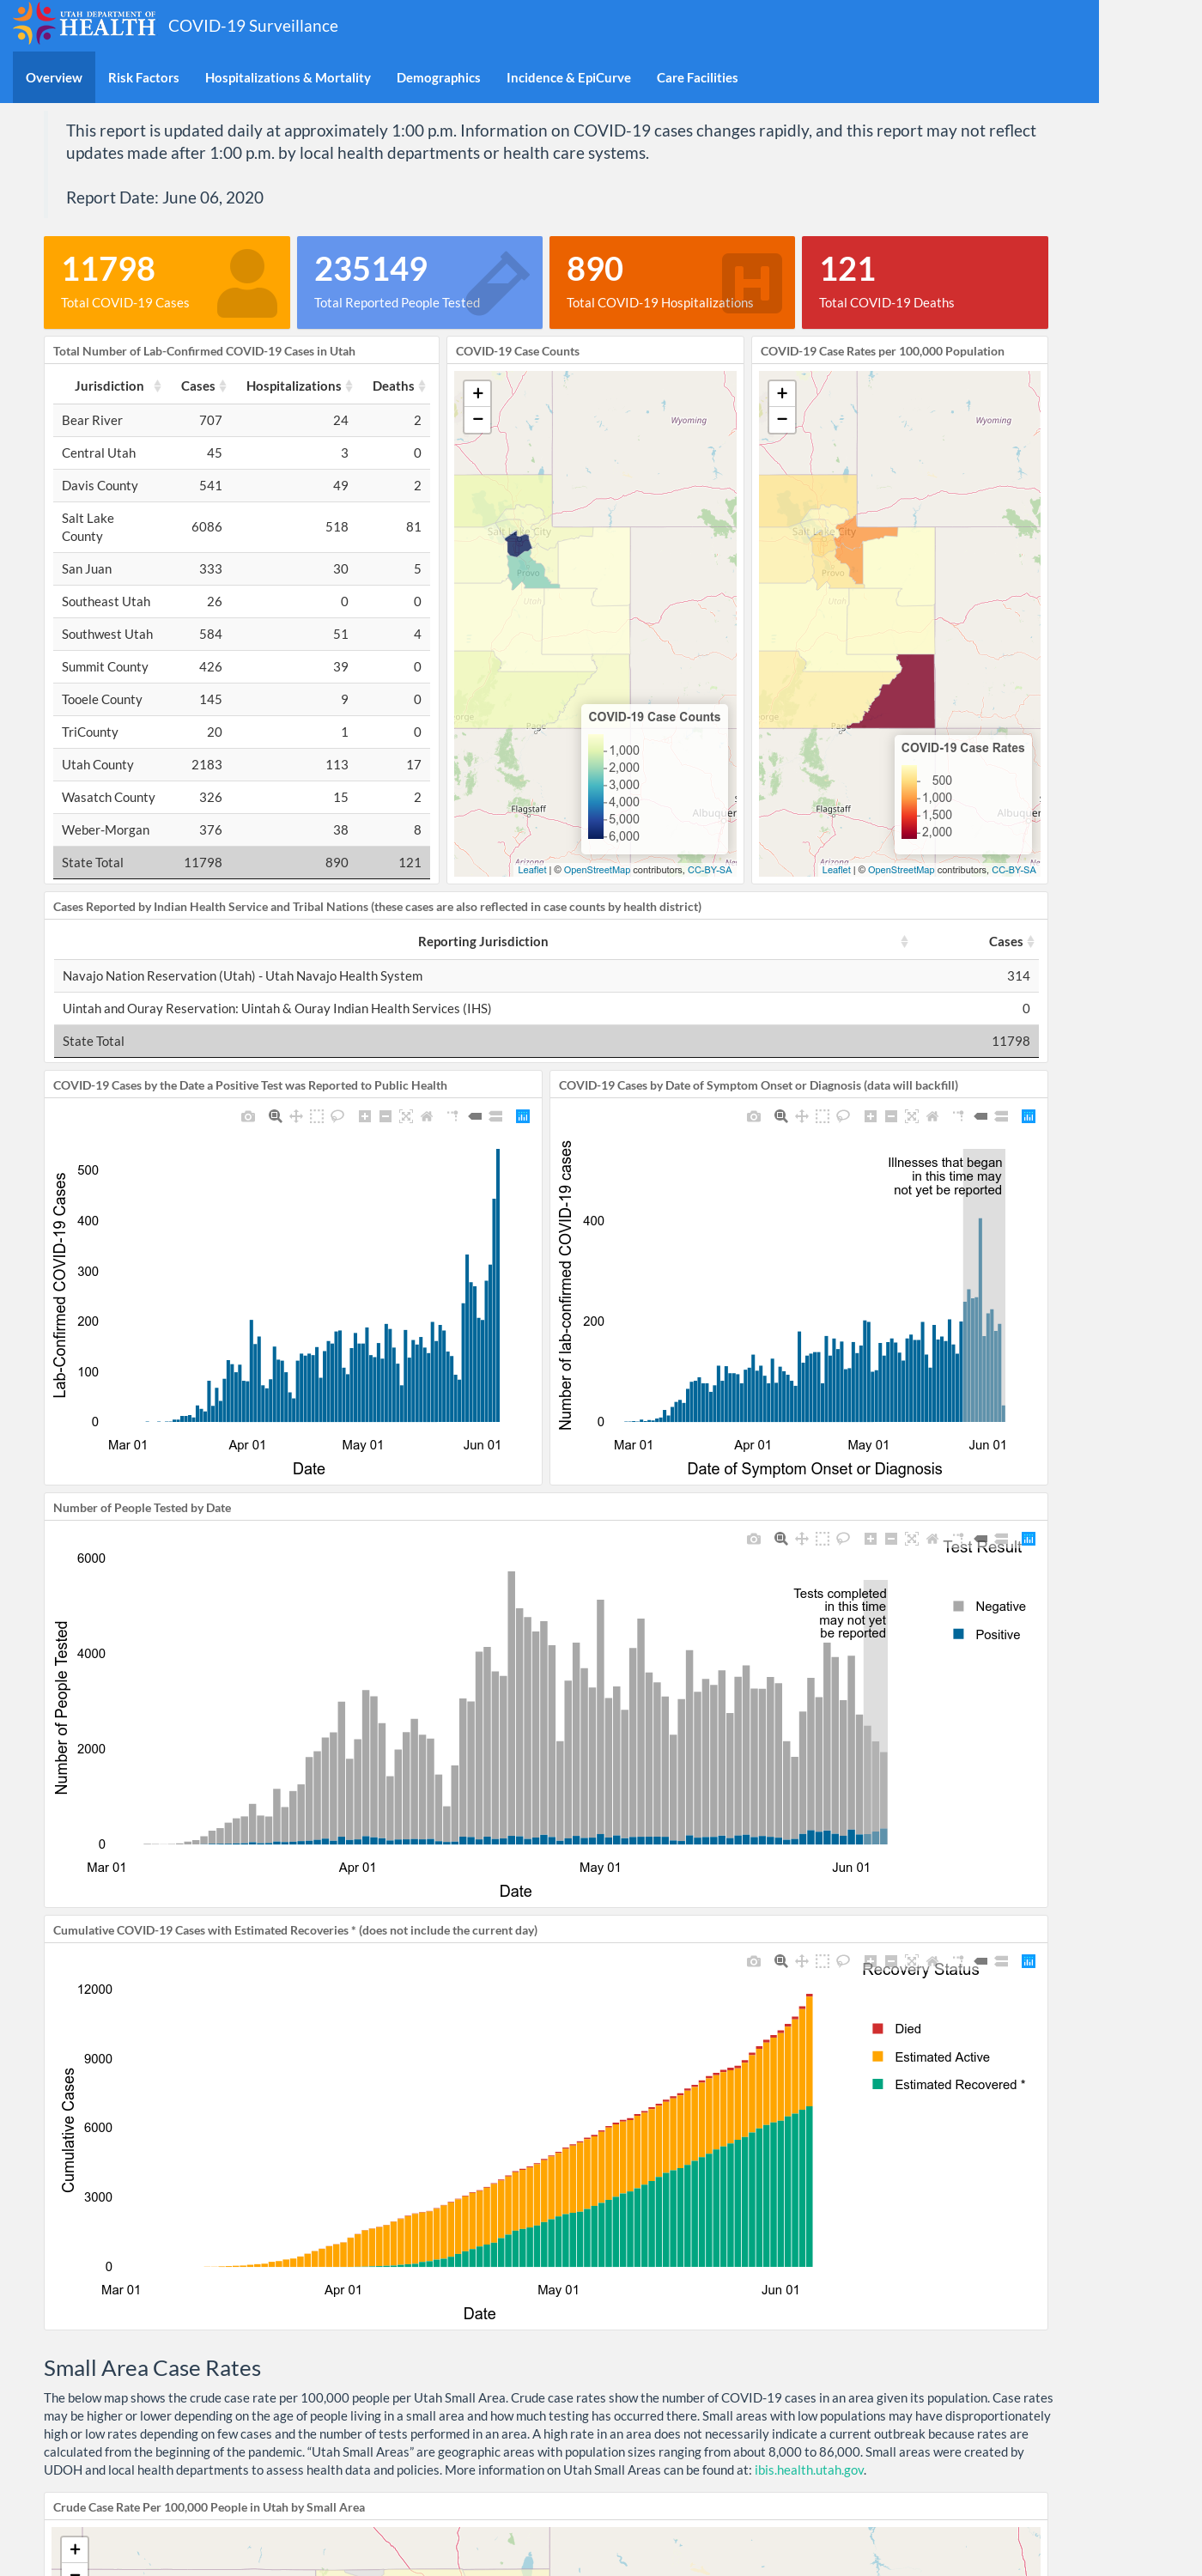 UTAH DEPARTMENT OF
HEALTH
COVID-19 Surveillance
Overview Risk Factors Hospitalizations & Mortality Demographics Incidence & EpiCurve Care Facilities
This report is updated daily at approximately 1:00 p.m. Information on COVID-19 cases changes rapidly, and this report may not reflect
updates made after 1:00 p.m. by local health departments or health care systems.
Report Date: June 06, 2020
11798
Total COVID-19 Cases
235149
Total Reported People Tested
890
Total COVID-19 Hospitalizations
H
121
Total COVID-19 Deaths
Total Number of Lab-Confirmed COVID-19 Cases in Utah
Jurisdiction Cases Hospitalizations Deaths
Bear River 707 24 2
Central Utah 45 3 0
Davis County 541 49 2
Salt Lake
County 6086 518 81
San Juan 333 30 5
Southeast Utah 26 0 0
Southwest Utah 584 51 4
Summit County 426 39 0
Tooele County 145 9 0
TriCounty 20 1 0
Utah County 2183 113 17
Wasatch County 326 15 2
Weber-Morgan 376 38 8
State Total 11798 890 121
COVID-19 Case Counts
+
−
Wyoming
Salt Lake City
Provo
Utah
orge
Page
COVID-19 Case Counts
1,000
2,000
3,000
4,000
5,000
6,000
Flagstaff
Albuquer
Arizona
Leaflet | © OpenStreetMap contributors, CC-BY-SA
COVID-19 Case Rates per 100,000 Population
+
−
Wyoming
Salt Lake City
Provo
Utah
orge
Page
COVID-19 Case Rates
500
1,000
1,500
2,000
Flagstaff
Albuquer
Arizona
Leaflet | © OpenStreetMap contributors, CC-BY-SA
Cases Reported by Indian Health Service and Tribal Nations (these cases are also reflected in case counts by health district)
Reporting Jurisdiction Cases
Navajo Nation Reservation (Utah) - Utah Navajo Health System 314
Uintah and Ouray Reservation: Uintah & Ouray Indian Health Services (IHS) 0
State Total 11798
COVID-19 Cases by the Date a Positive Test was Reported to Public Health
Lab-Confirmed COVID-19 Cases
500
400
300
200
100
0
Mar 01 Apr 01 May 01 Jun 01
Date
COVID-19 Cases by Date of Symptom Onset or Diagnosis (data will backfill)
Number of lab-confirmed COVID-19 cases
Illnesses that began
in this time may
not yet be reported
400
200
0
Mar 01 Apr 01 May 01 Jun 01
Date of Symptom Onset or Diagnosis
Number of People Tested by Date
Number of People Tested
6000
4000
2000
0
Tests completed
in this time
may not yet
be reported
Test Result
Negative
Positive
Mar 01 Apr 01 May 01 Jun 01
Date
Cumulative COVID-19 Cases with Estimated Recoveries * (does not include the current day)
Cumulative Cases
12000
9000
6000
3000
0
Recovery Status
Died
Estimated Active
Estimated Recovered *
Mar 01 Apr 01 May 01 Jun 01
Date
Small Area Case Rates
The below map shows the crude case rate per 100,000 people per Utah Small Area. Crude case rates show the number of COVID-19 cases in an area given its population. Case rates
may be higher or lower depending on the age of people living in a small area and how much testing has occurred there. Small areas with low populations may have disproportionately
high or low rates depending on few cases and the number of tests performed in an area. A high rate in an area does not necessarily indicate a current outbreak because rates are
calculated from the beginning of the pandemic. “Utah Small Areas” are geographic areas with population sizes ranging from about 8,000 to 86,000. Small areas were created by
UDOH and local health departments to assess health data and policies. More information on Utah Small Areas can be found at: ibis.health.utah.gov.
Crude Case Rate Per 100,000 People in Utah by Small Area
+
−